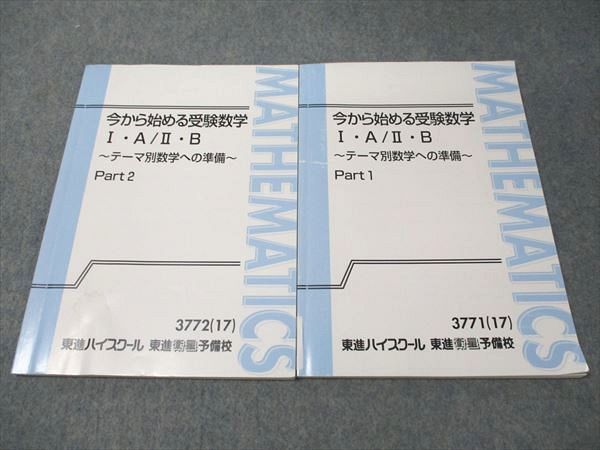 今から始める受験数学
Ⅰ・A/Ⅱ・B
～テーマ別数学への準備～
Part 2
3772(17)
東進ハイスクール 東進衛星予備校
MATHEMATICS
今から始める受験数学
Ⅰ・A/Ⅱ・B
～テーマ別数学への準備～
Part 1
3771(17)
東進ハイスクール 東進衛星予備校
MATHEMATICS